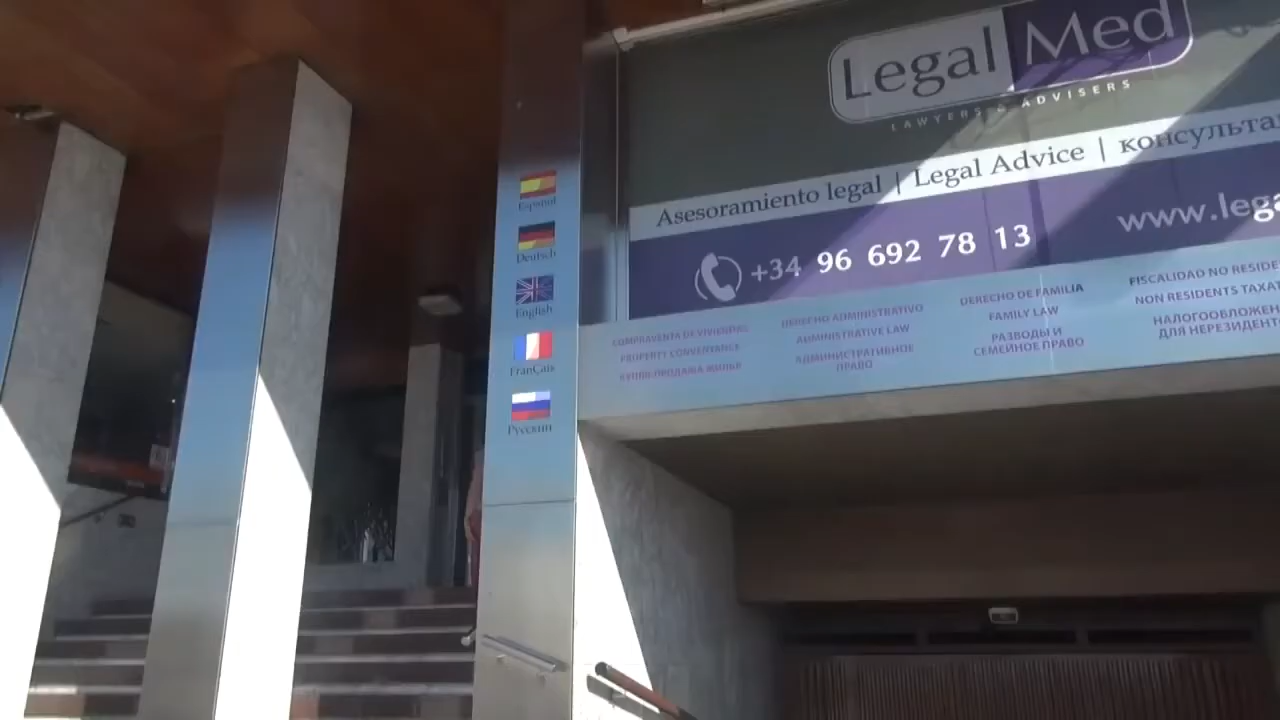 Legal Med
LAWYERS & ADVISERS
Asesoramiento legal | Legal Advice | консульта
+34 96 692 78 13
www.lega
Español
Deutsch
English
FranÇais
Русский
COMPRAVENTA DE VIVIENDAS
PROPERTY CONVEYANCE
КУПЛЯ-ПРОДАЖА ЖИЛЬЯ
DERECHO ADMINISTRATIVO
ADMINISTRATIVE LAW
АДМИНИСТРАТИВНОЕ
ПРАВО
DERECHO DE FAMILIA
FAMILY LAW
РАЗВОДЫ И
СЕМЕЙНОЕ ПРАВО
FISCALIDAD NO RESIDE
NON RESIDENTS TAXAT
НАЛОГООБЛОЖЕН
ДЛЯ НЕРЕЗИДЕНТ